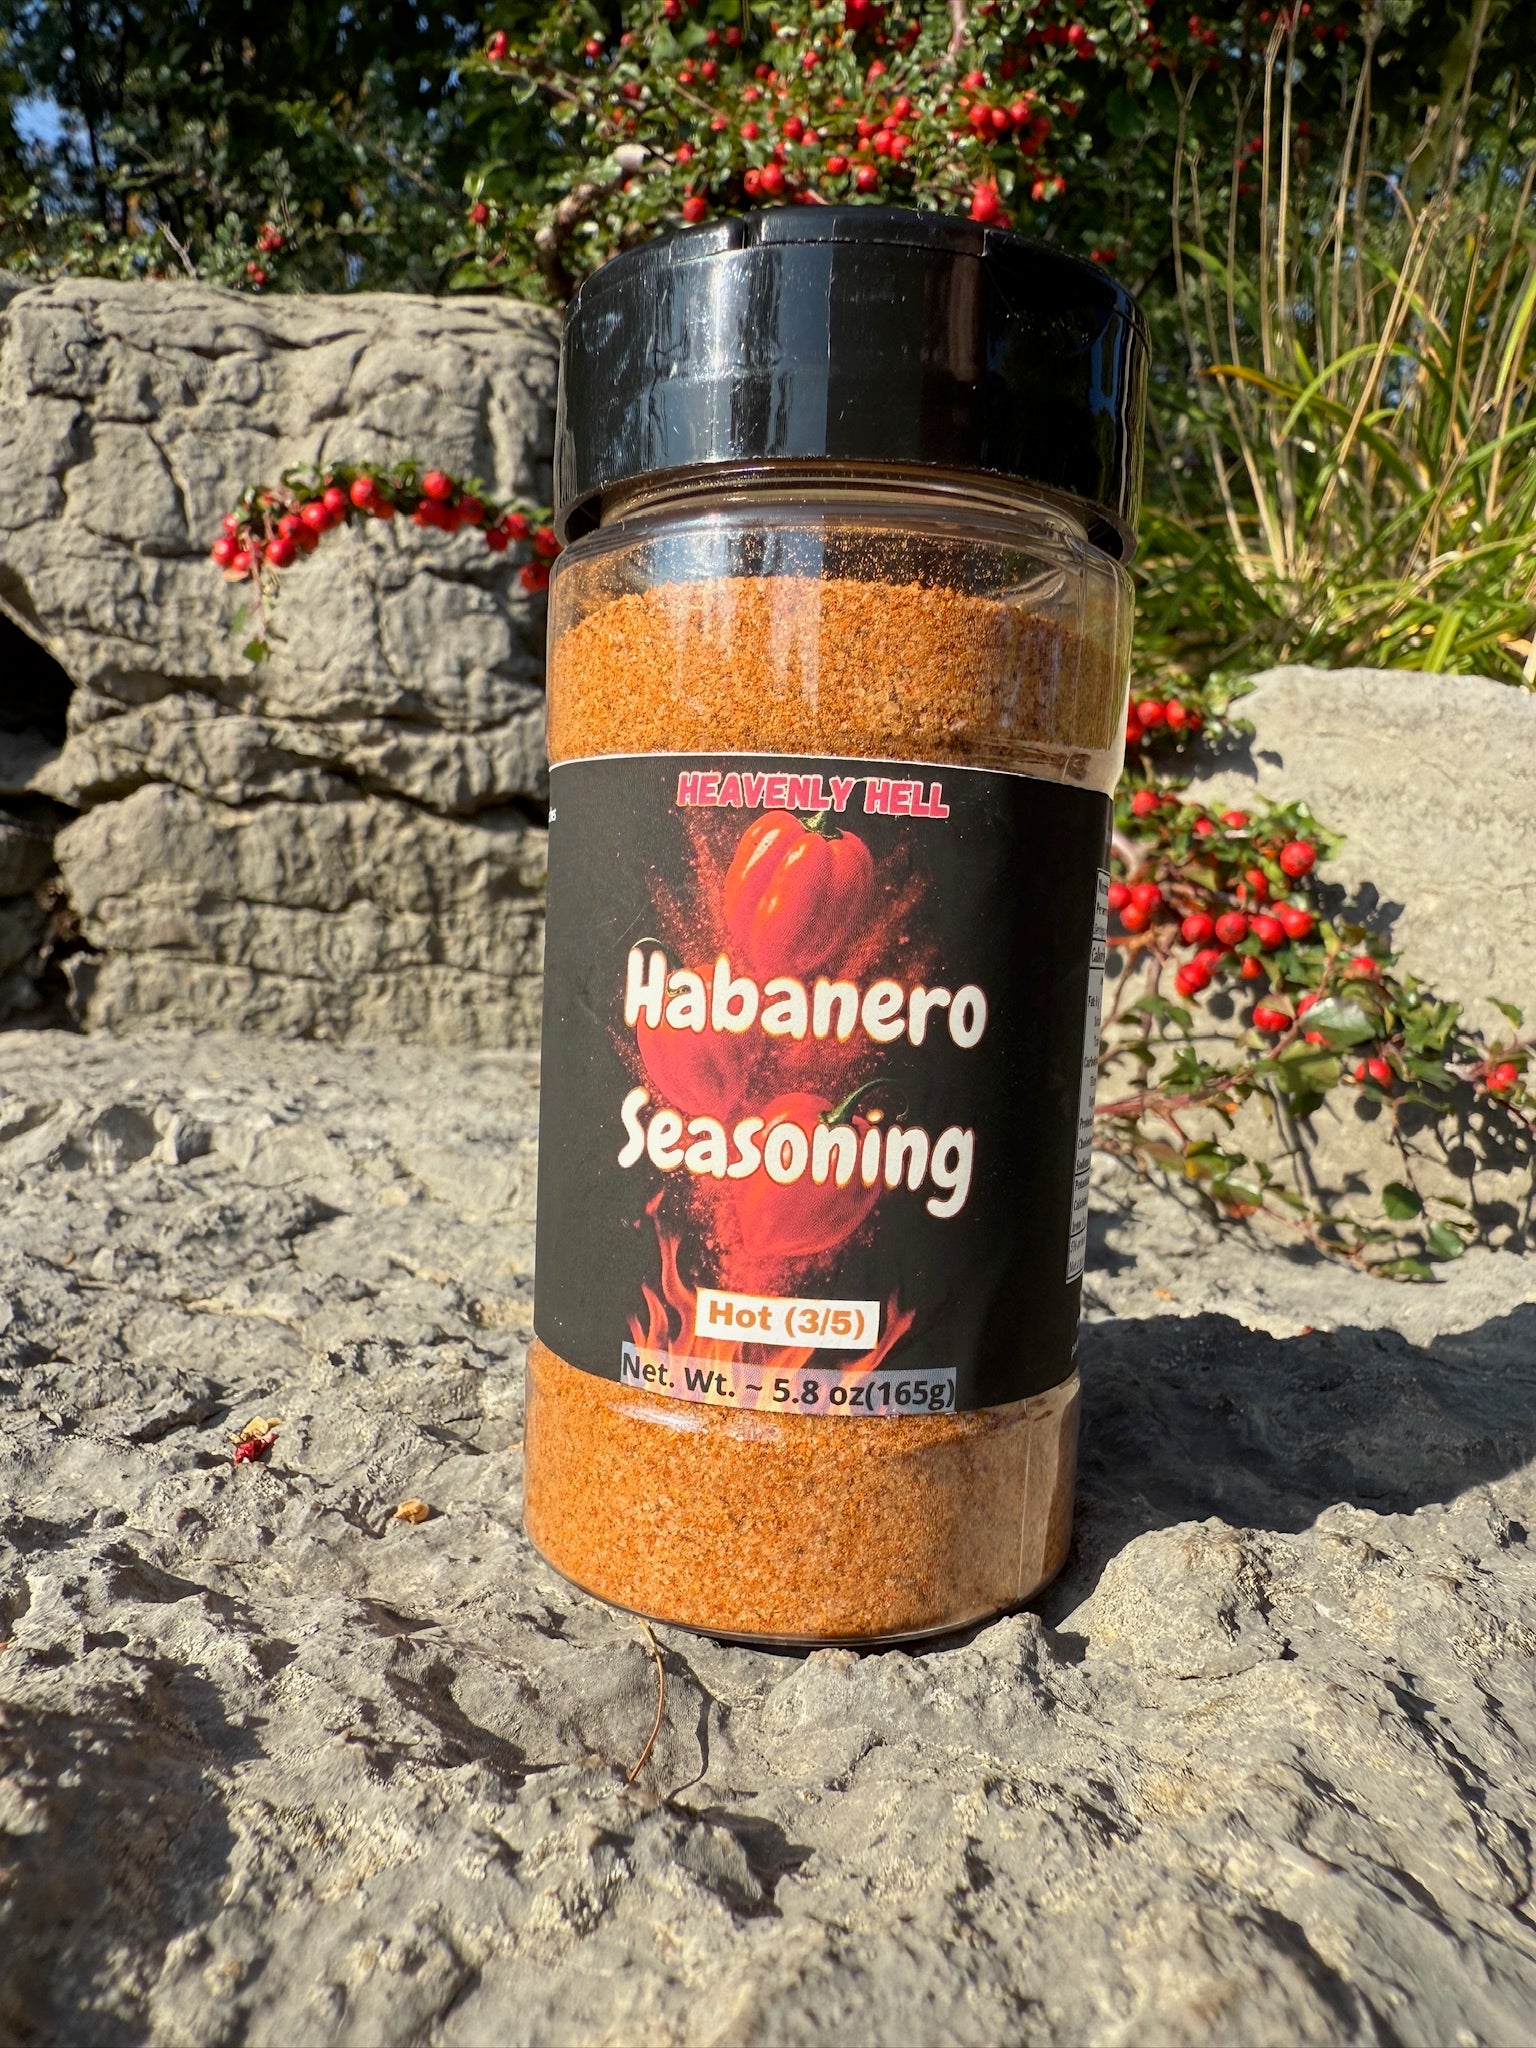 HEAVENLY HELL
Habanero
Seasoning
Hot (3/5)
Net. Wt. ~ 5.8 oz(165g)